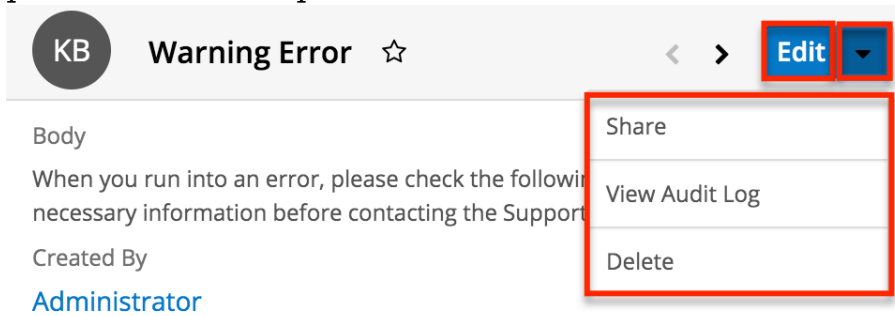 KB Warning Error Edit
Share
Body
When you run into an error, please check the
View Audit Log
necessary information before contacting the Support
Created By
Delete
Administrator